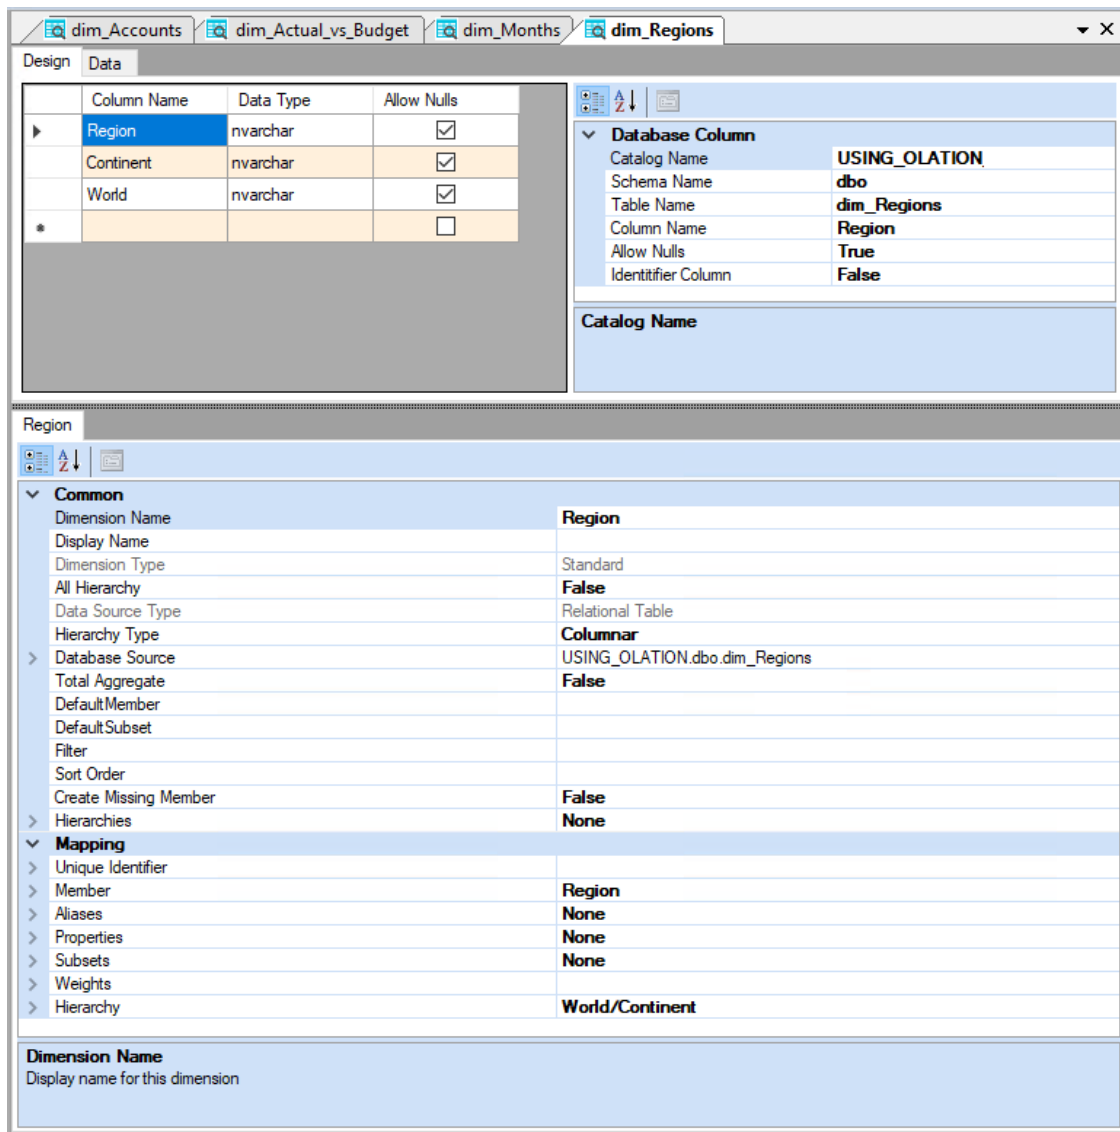 dim_Accounts dim_Actual_vs_Budget dim_Months dim_Regions
Design Data
Column Name Data Type Allow Nulls
Region nvarchar
Continent nvarchar
World nvarchar
Database Column
Catalog Name USING_OLATION
Schema Name dbo
Table Name dim_Regions
Column Name Region
Allow Nulls True
Identitifier Column False
Catalog Name
Region
Common
Dimension Name Region
Display Name
Dimension Type Standard
All Hierarchy False
Data Source Type Relational Table
Hierarchy Type Columnar
Database Source USING_OLATION.dbo.dim_Regions
Total Aggregate False
DefaultMember
DefaultSubset
Filter
Sort Order
Create Missing Member False
Hierarchies None
Mapping
Unique Identifier
Member Region
Aliases None
Properties None
Subsets None
Weights
Hierarchy World/Continent
Dimension Name
Display name for this dimension